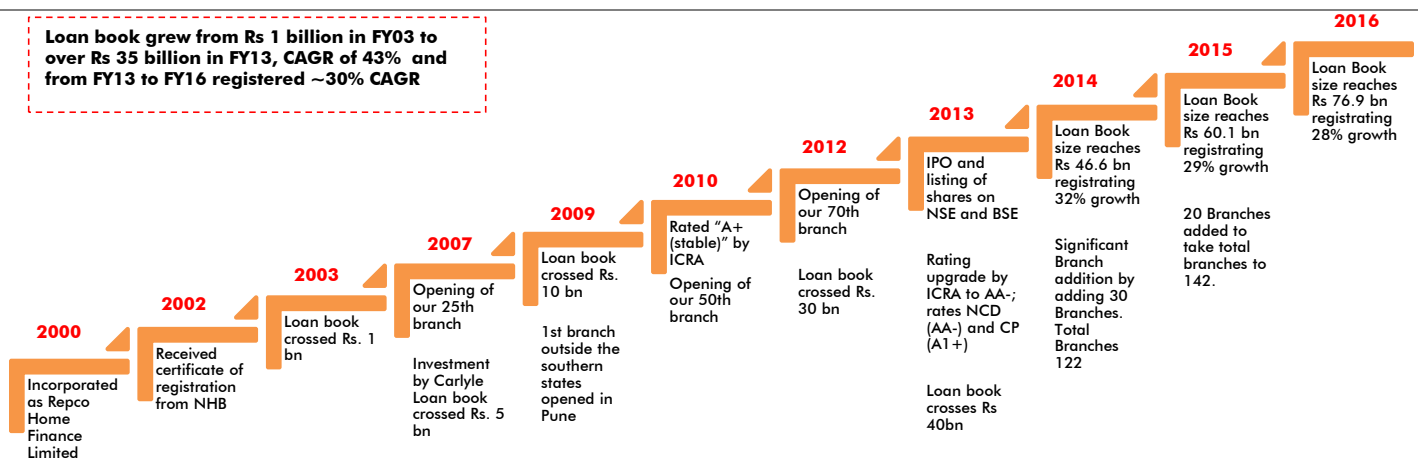 Loan book grew from Rs 1 billion in FY03 to
over Rs 35 billion in FY13, CAGR of 43% and
from FY13 to FY16 registered ~30% CAGR
2000
Incorporated
as Repco
Home
Finance
Limited
2002
Received
certificate of
registration
from NHB
2003
Loan book
crossed Rs. 1
bn
2007
Opening of
our 25th
branch
Investment
by Carlyle
Loan book
crossed Rs. 5
bn
2009
Loan book
crossed Rs.
10 bn
1st branch
outside the
southern
states
opened in
Pune
2010
Rated “A+
(stable)” by
ICRA
Opening of
our 50th
branch
2012
Opening of
our 70th
branch
Loan book
crossed Rs.
30 bn
2013
IPO and
listing of
shares on
NSE and BSE
Rating
upgrade by
ICRA to AA-;
rates NCD
(AA-) and CP
(A1+)
Loan book
crosses Rs
40bn
2014
Loan Book
size reaches
Rs 46.6 bn
registrating
32% growth
Significant
Branch
addition by
adding 30
Branches.
Total
Branches
122
2015
Loan Book
size reaches
Rs 60.1 bn
registrating
29% growth
20 Branches
added to
take total
branches to
142.
2016
Loan Book
size reaches
Rs 76.9 bn
registrating
28% growth